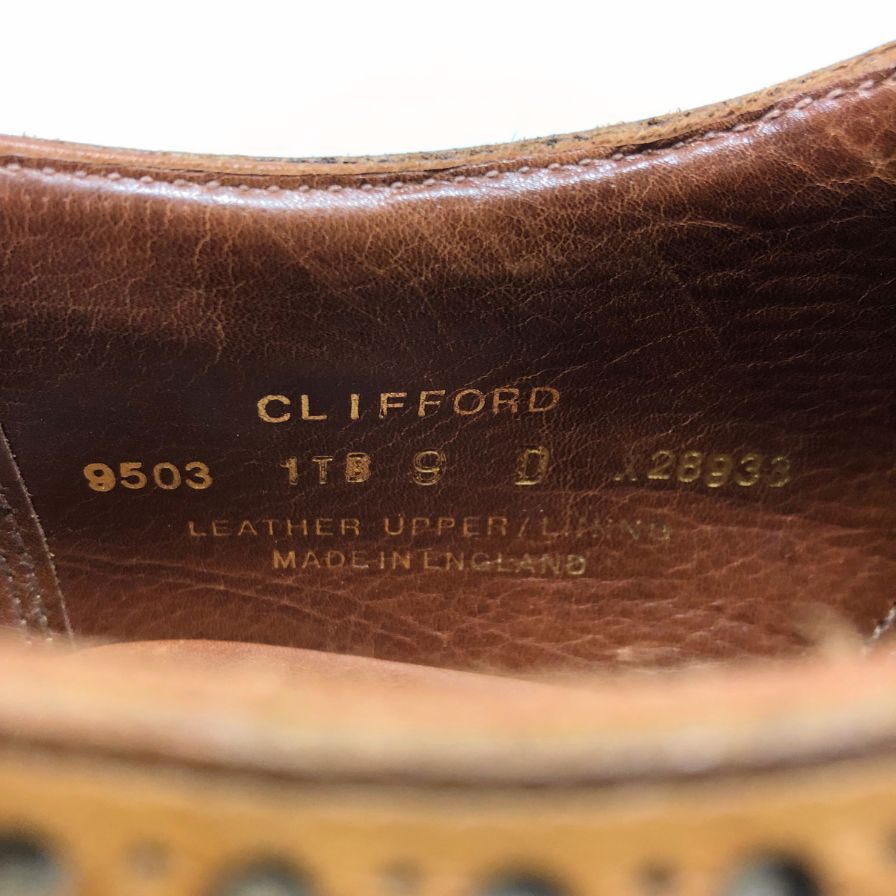 CLIFFORD
9503 1TB 9 D X28933
LEATHER UPPER/LINING
MADE IN ENGLAND